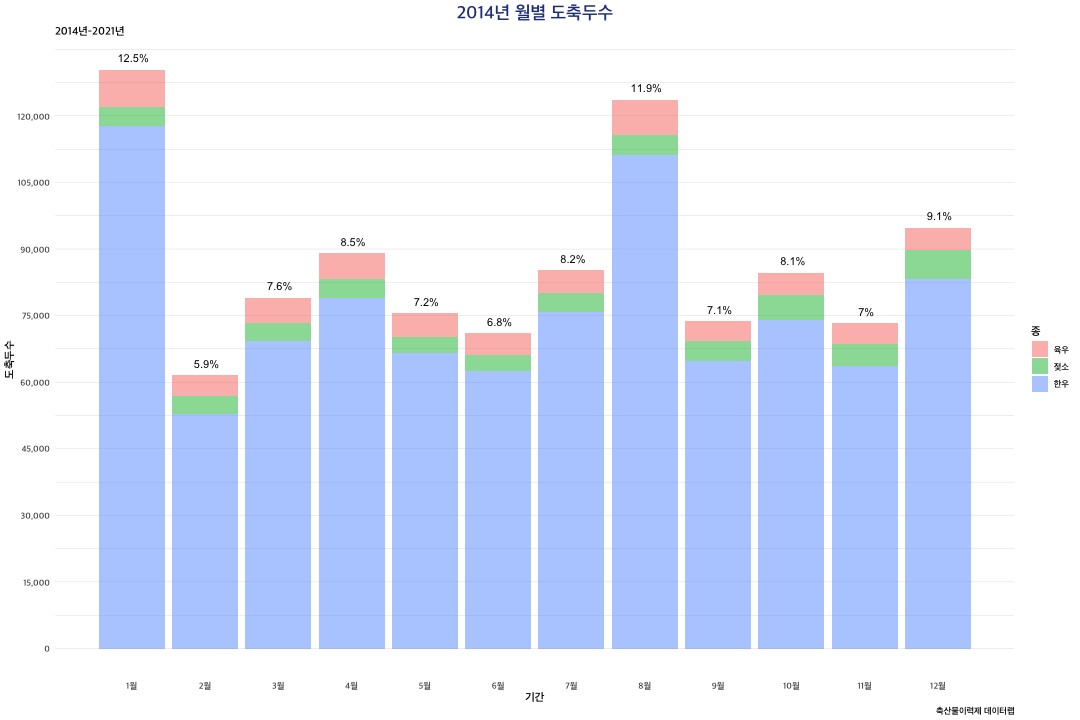 2014년 월별 도축두수
2014년-2021년
12.5%
5.9%
7.6%
8.5%
7.2%
6.8%
8.2%
11.9%
7.1%
8.1%
7%
9.1%
120,000
105,000
90,000
75,000
60,000
45,000
30,000
15,000
0
도축두수
1월 2월 3월 4월 5월 6월 7월 8월 9월 10월 11월 12월
기간
종
육우
젖소
한우
축산물이력제 데이터랩